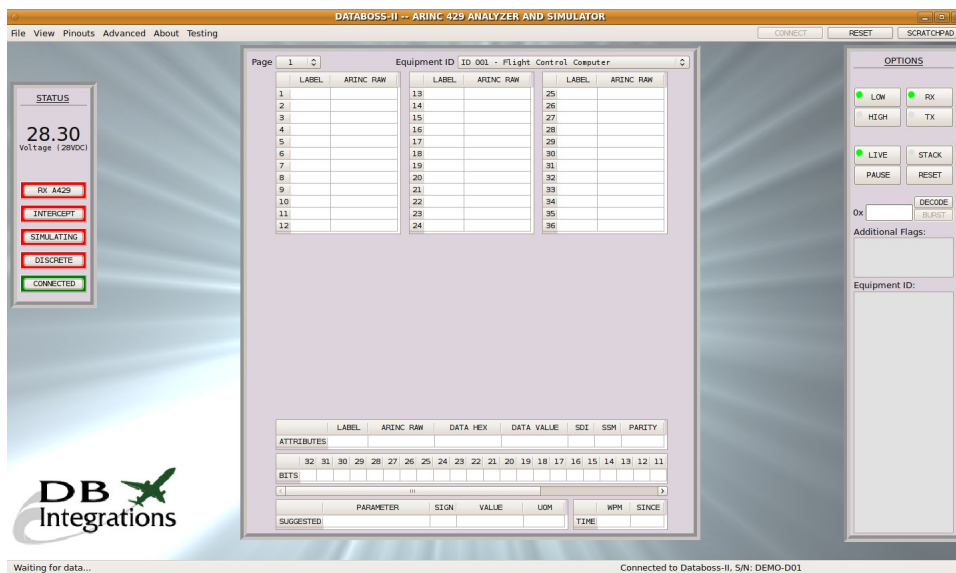 DATABOSS-II -- ARINC 429 ANALYZER AND SIMULATOR
File View Pinouts Advanced About Testing
CONNECT RESET SCRATCHPAD
STATUS
28.30
Voltage (28VDC)
RX A429
INTERCEPT
SIMULATING
DISCRETE
CONNECTED
DB
Integrations
Page 1 Equipment ID ID 001 - Flight Control Computer
LABEL ARINC RAW LABEL ARINC RAW LABEL ARINC RAW
1 13 25
2 14 26
3 15 27
4 16 28
5 17 29
6 18 30
7 19 31
8 20 32
9 21 33
10 22 34
11 23 35
12 24 36
LABEL ARINC RAW DATA HEX DATA VALUE SDI SSM PARITY
ATTRIBUTES
32 31 30 29 28 27 26 25 24 23 22 21 20 19 18 17 16 15 14 13 12 11
BITS
PARAMETER SIGN VALUE UOM WPM SINCE
SUGGESTED TIME
OPTIONS
LOW RX
HIGH TX
LIVE STACK
PAUSE RESET
DECODE
0x
BURST
Additional Flags:
Equipment ID:
Waiting for data... Connected to Databoss-II, S/N: DEMO-D01